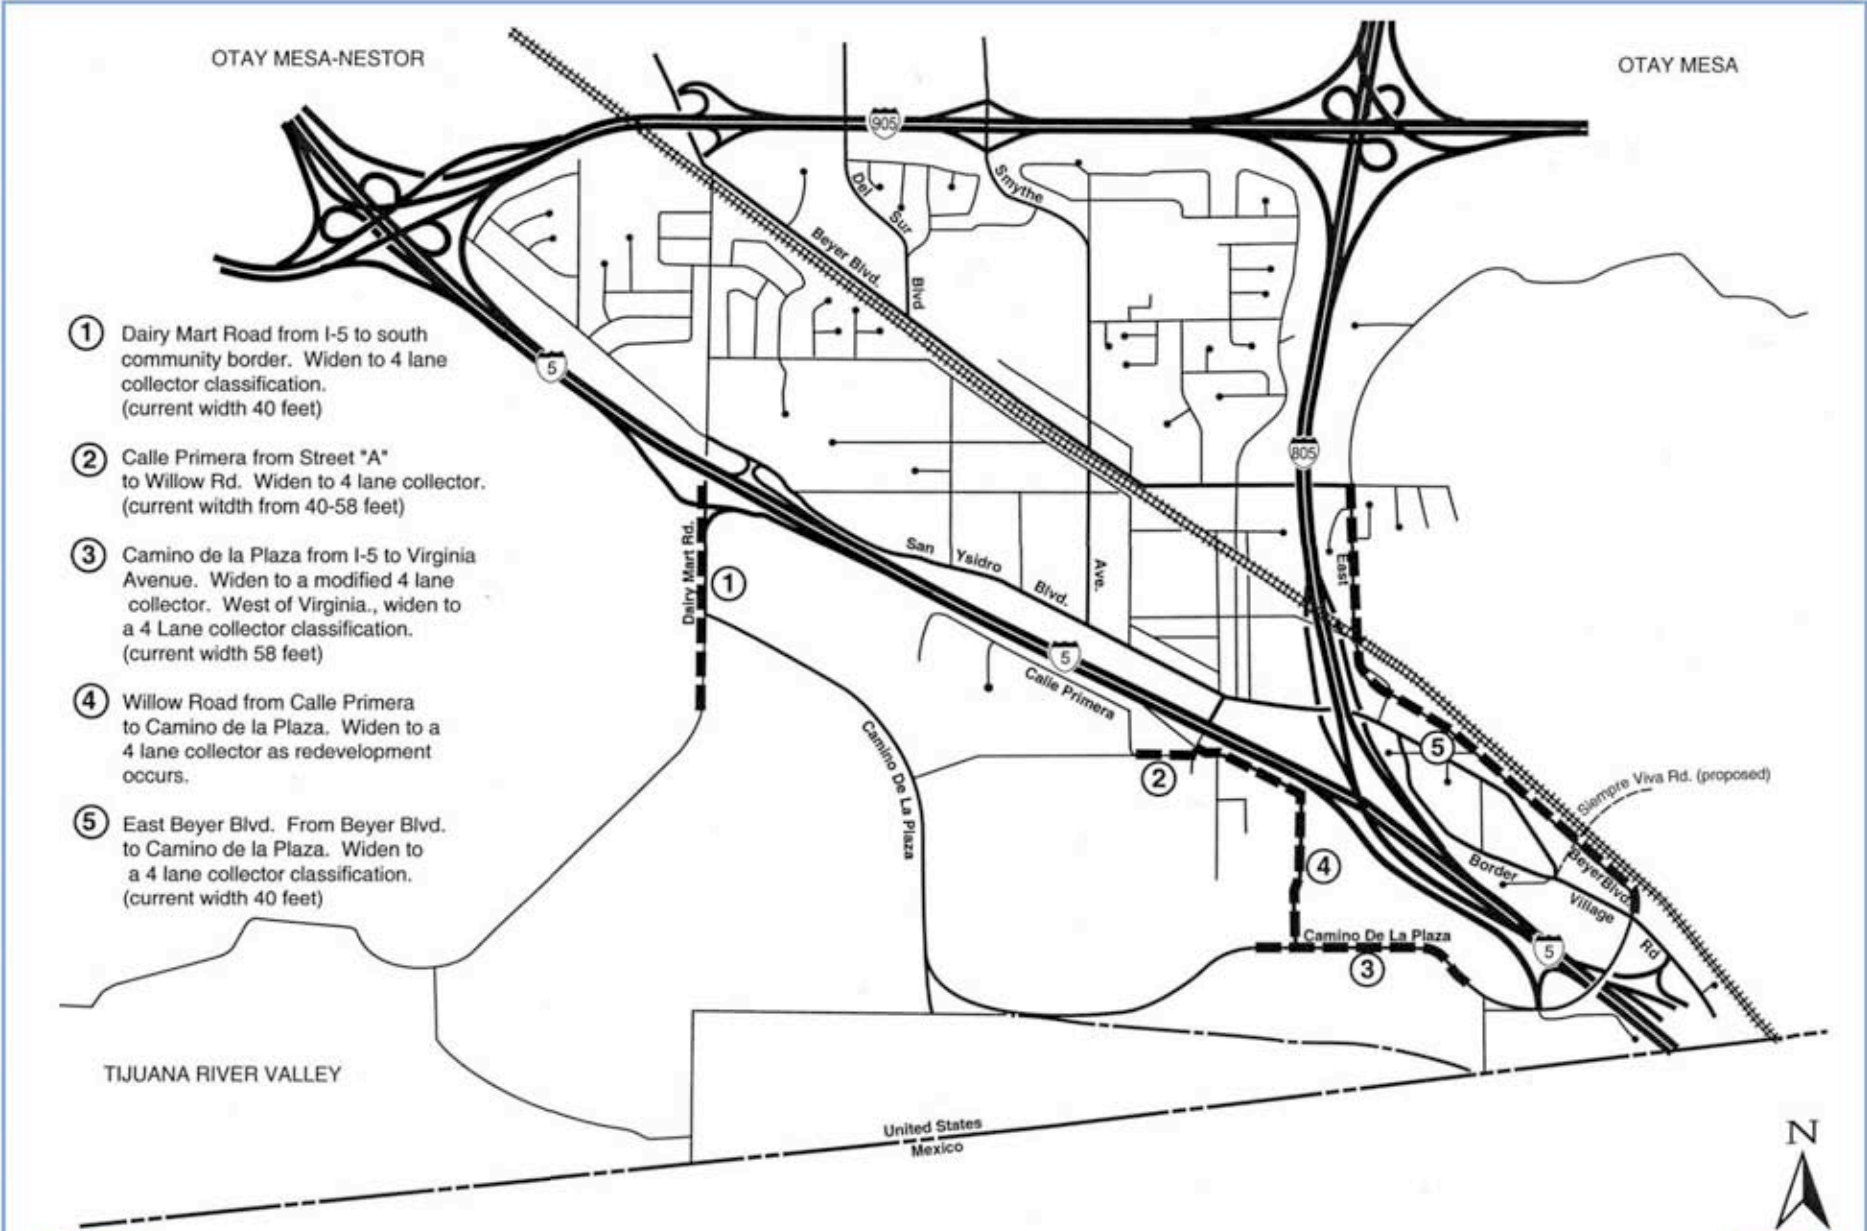 OTAY MESA-NESTOR
OTAY MESA
905
Del
Sur
Blvd
Smythe
Ave.
Beyer Blvd.
5
805
1 Dairy Mart Road from I-5 to south
community border. Widen to 4 lane
collector classification.
(current width 40 feet)
2 Calle Primera from Street "A"
to Willow Rd. Widen to 4 lane collector.
(current witdth from 40-58 feet)
3 Camino de la Plaza from I-5 to Virginia
Avenue. Widen to a modified 4 lane
collector. West of Virginia., widen to
a 4 Lane collector classification.
(current width 58 feet)
4 Willow Road from Calle Primera
to Camino de la Plaza. Widen to a
4 lane collector as redevelopment
occurs.
5 East Beyer Blvd. From Beyer Blvd.
to Camino de la Plaza. Widen to
a 4 lane collector classification.
(current width 40 feet)
Dairy Mart Rd.
1
San Ysidro Blvd.
5
Calle Primera
East
Beyer Blvd.
5
Siempre Viva Rd. (proposed)
Camino De La Plaza
2
4
Border
Village
Rd
Camino De La Plaza
3
5
TIJUANA RIVER VALLEY
United States
Mexico
N